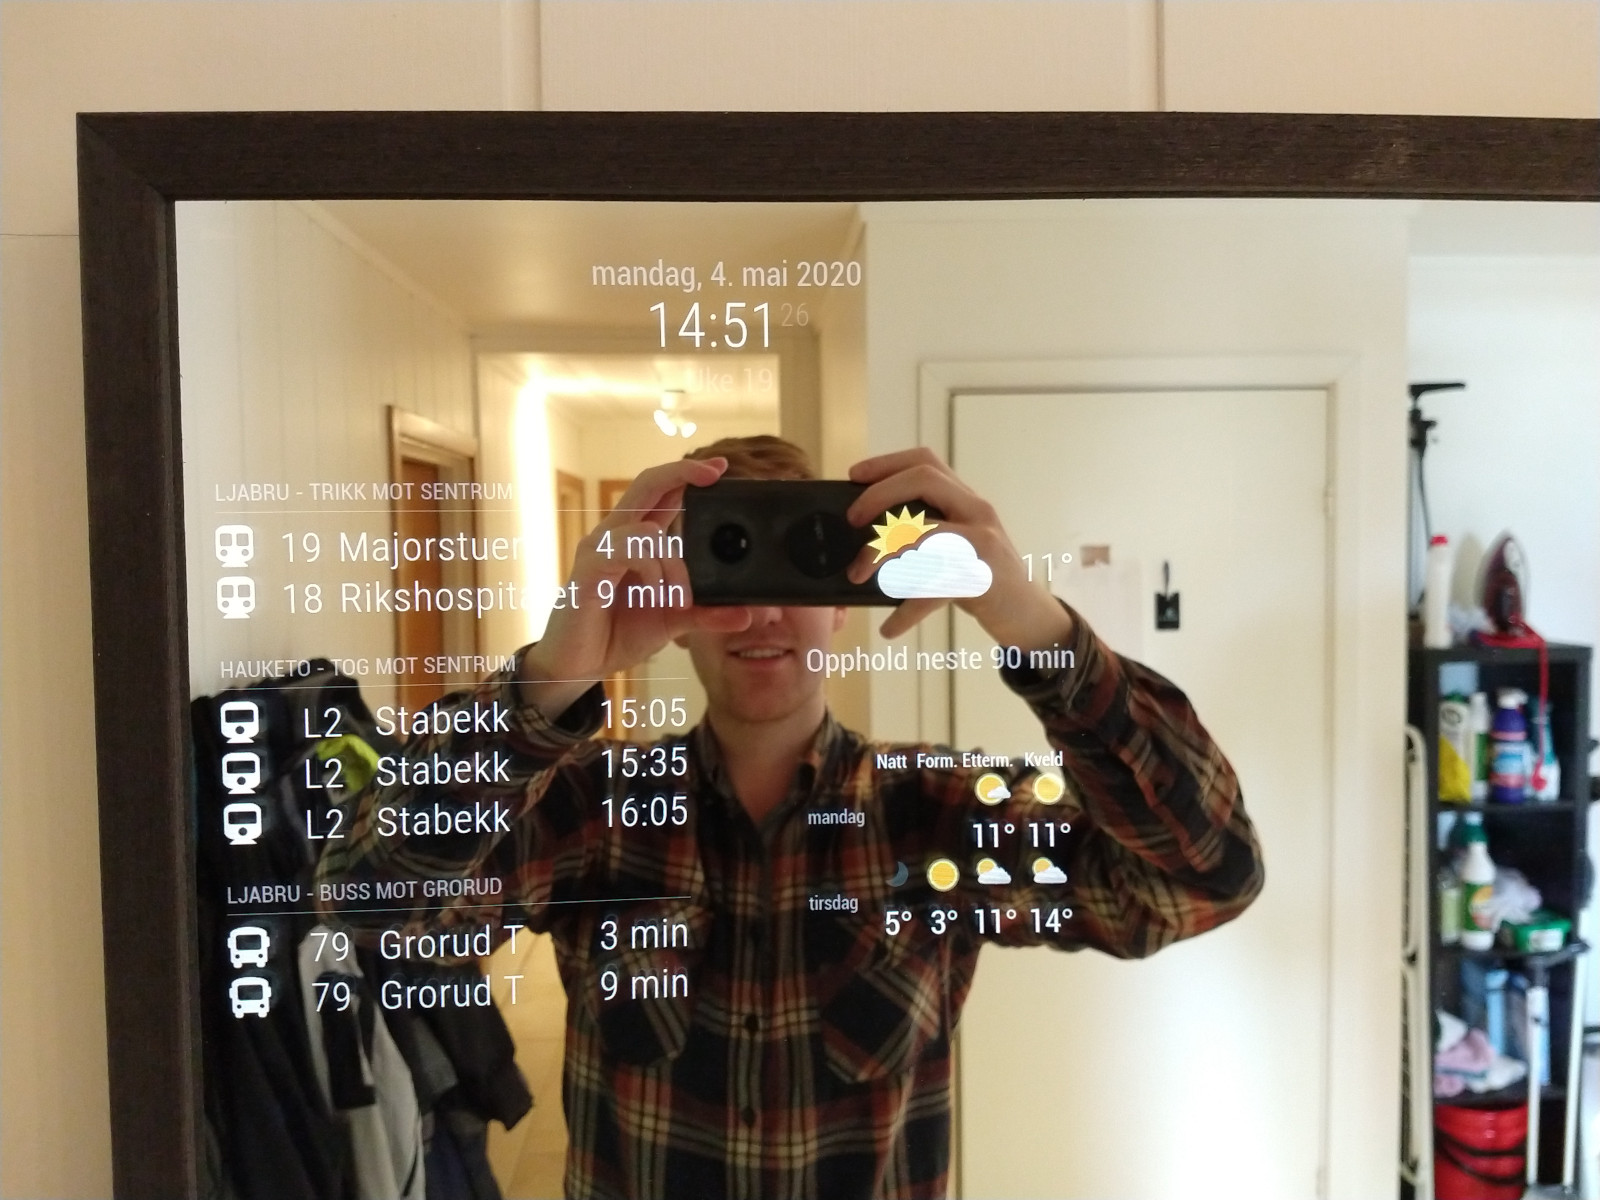 mandag, 4. mai 2020
14:51 26
Uke 19
LJABRU - TRIKK MOT SENTRUM
19 Majorstuen 4 min
18 Rikshospitalet 9 min
11°
Opphold neste 90 min
HAUKETO - TOG MOT SENTRUM
L2 Stabekk 15:05
L2 Stabekk 15:35
L2 Stabekk 16:05
Natt Form. Etterm. Kveld
mandag
11° 11°
tirsdag
5° 3° 11° 14°
LJABRU - BUSS MOT GRORUD
79 Grorud T 3 min
79 Grorud T 9 min